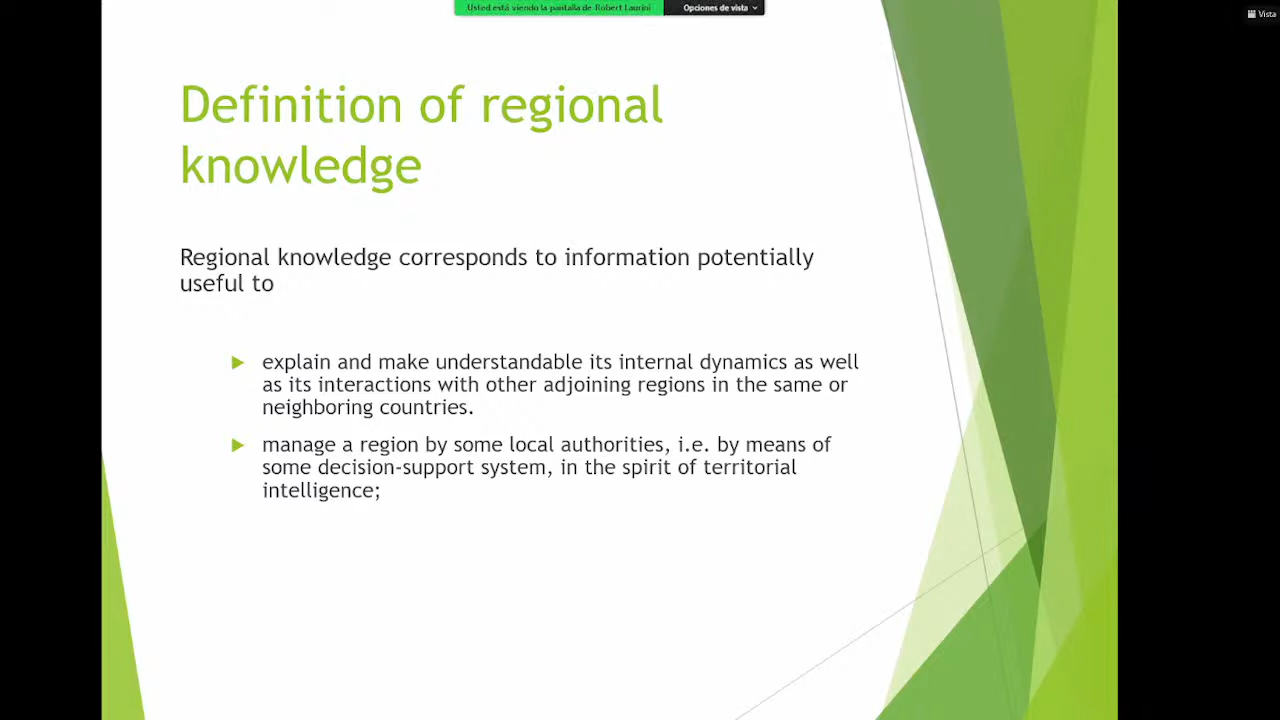 Usted está viendo la pantalla de Robert Laurini
Opciones de vista
Vista
Definition of regional
knowledge
Regional knowledge corresponds to information potentially
useful to
explain and make understandable its internal dynamics as well
as its interactions with other adjoining regions in the same or
neighboring countries.
manage a region by some local authorities, i.e. by means of
some decision-support system, in the spirit of territorial
intelligence;